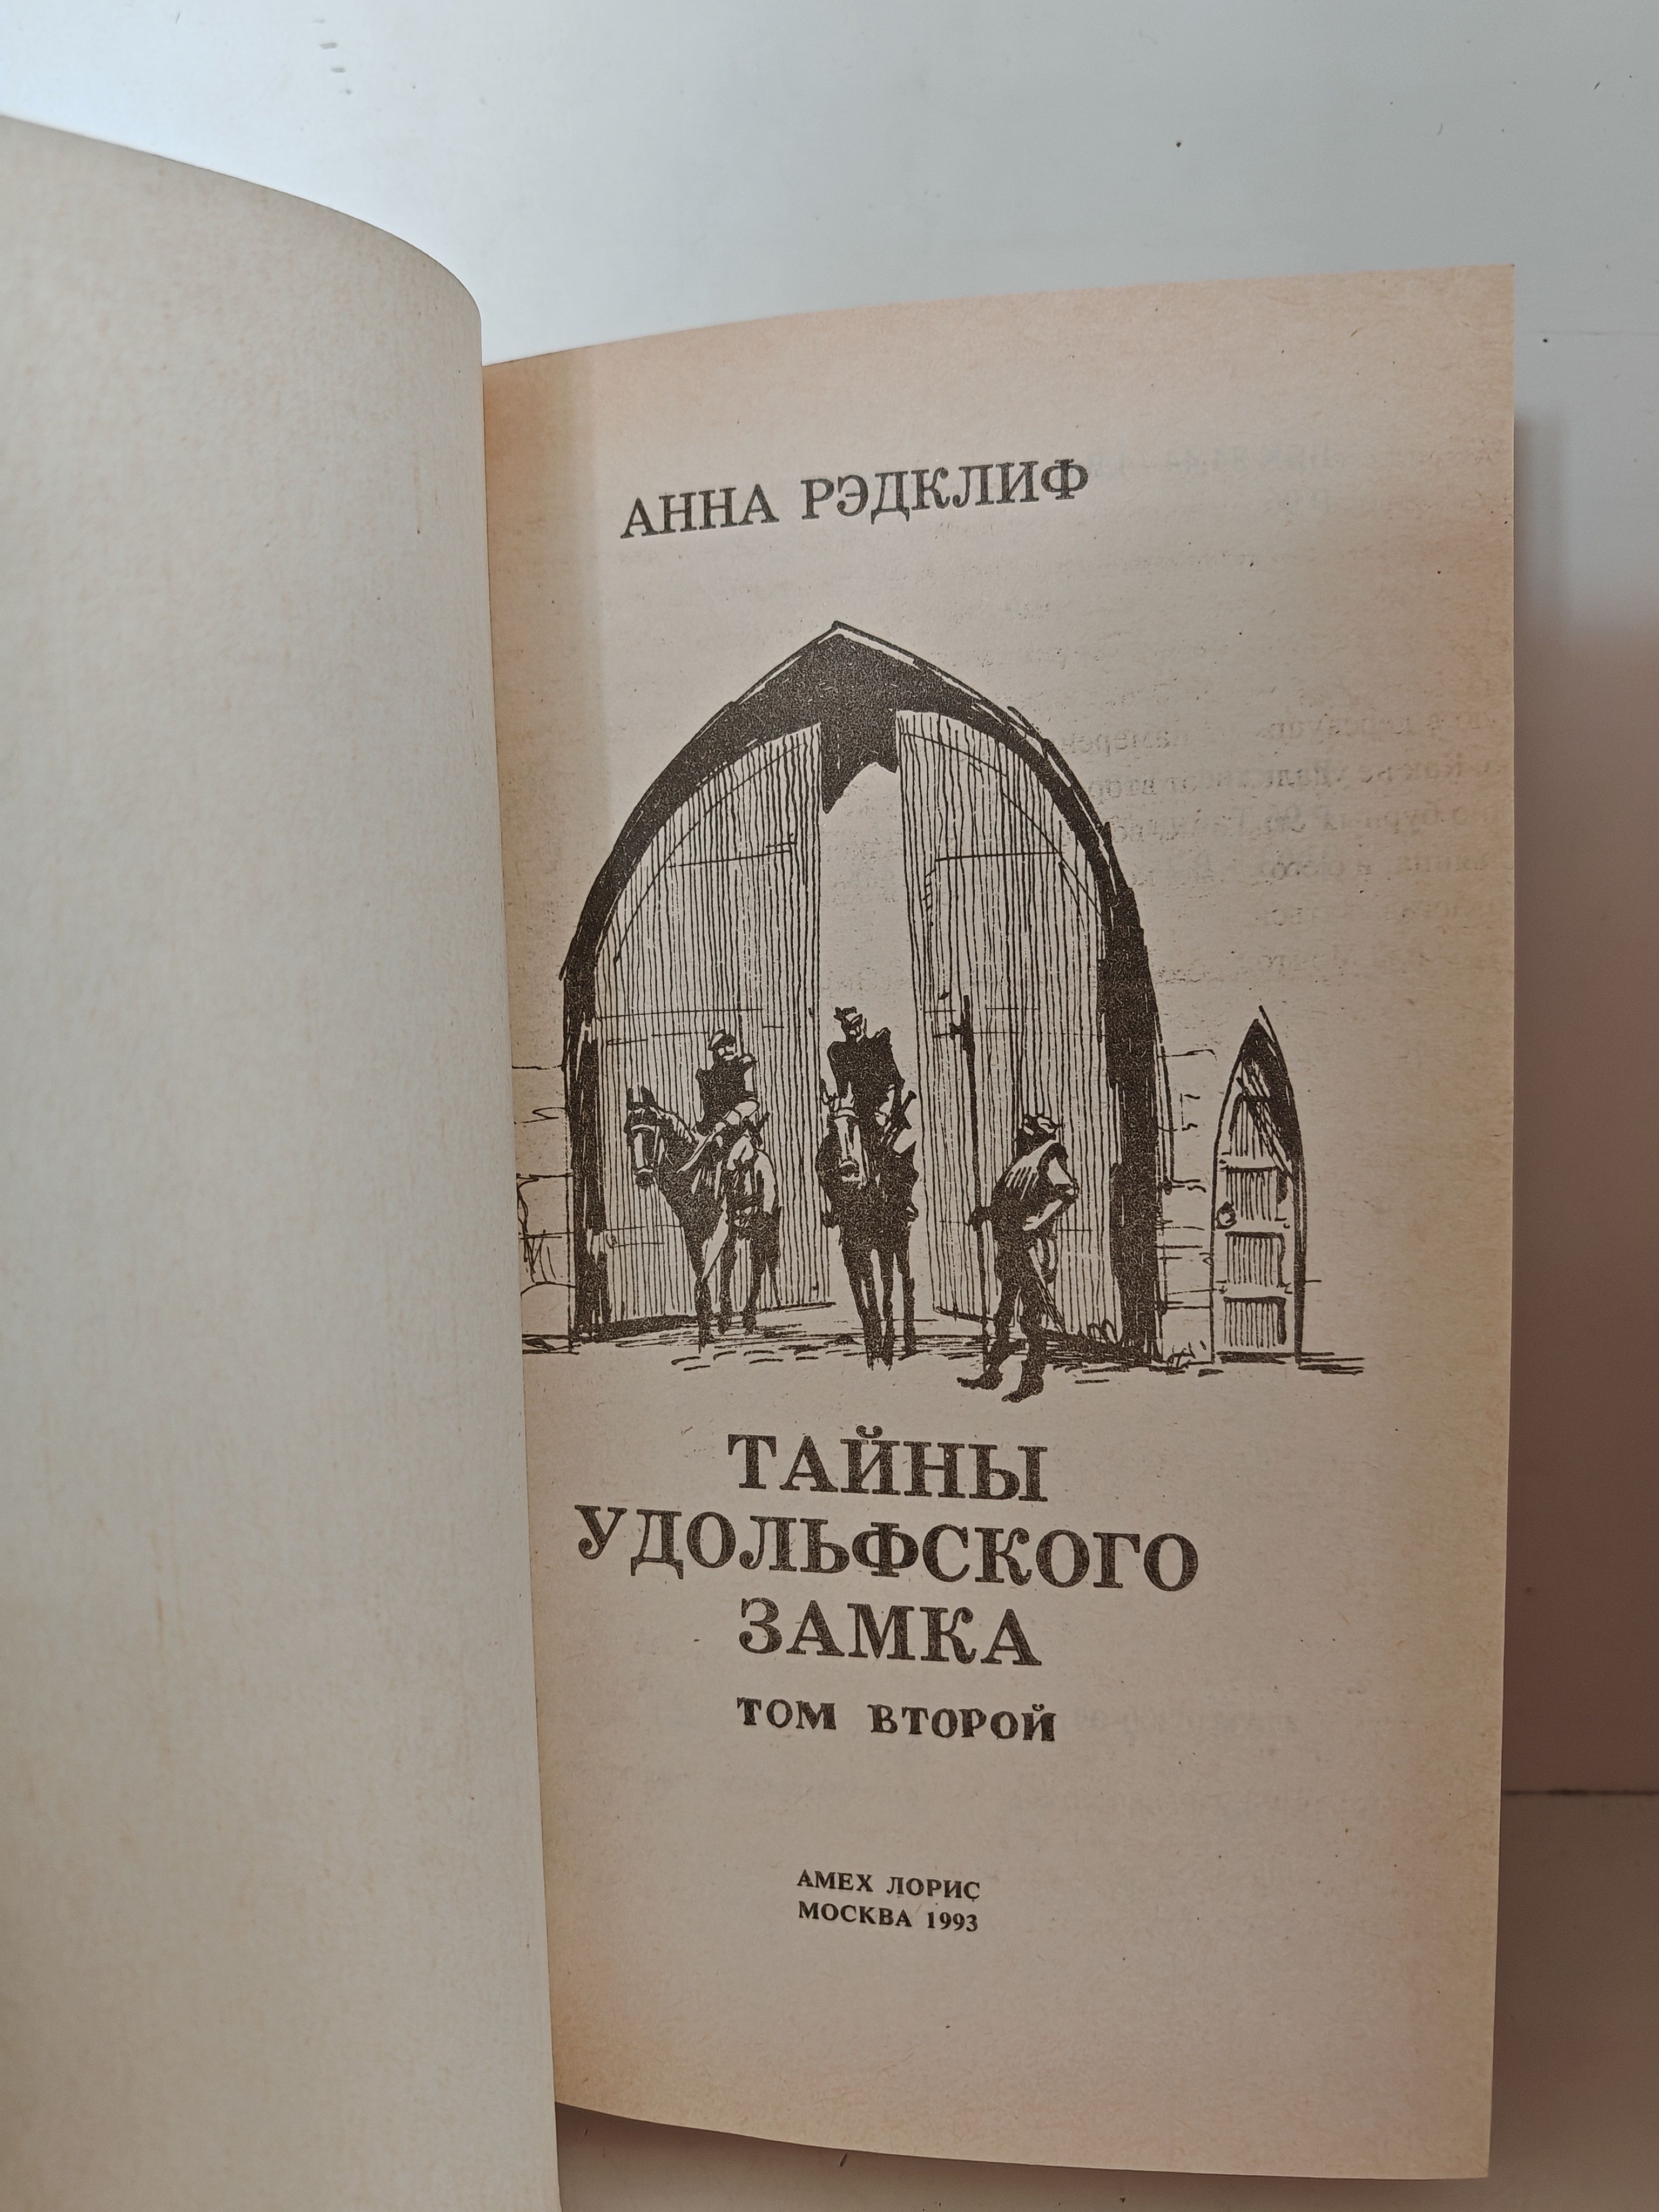 АННА РЭДКЛИФ
ТАЙНЫ
УДОЛЬФСКОГО
ЗАМКА
ТОМ ВТОРОЙ
АМЕХ ЛОРИС
МОСКВА 1993